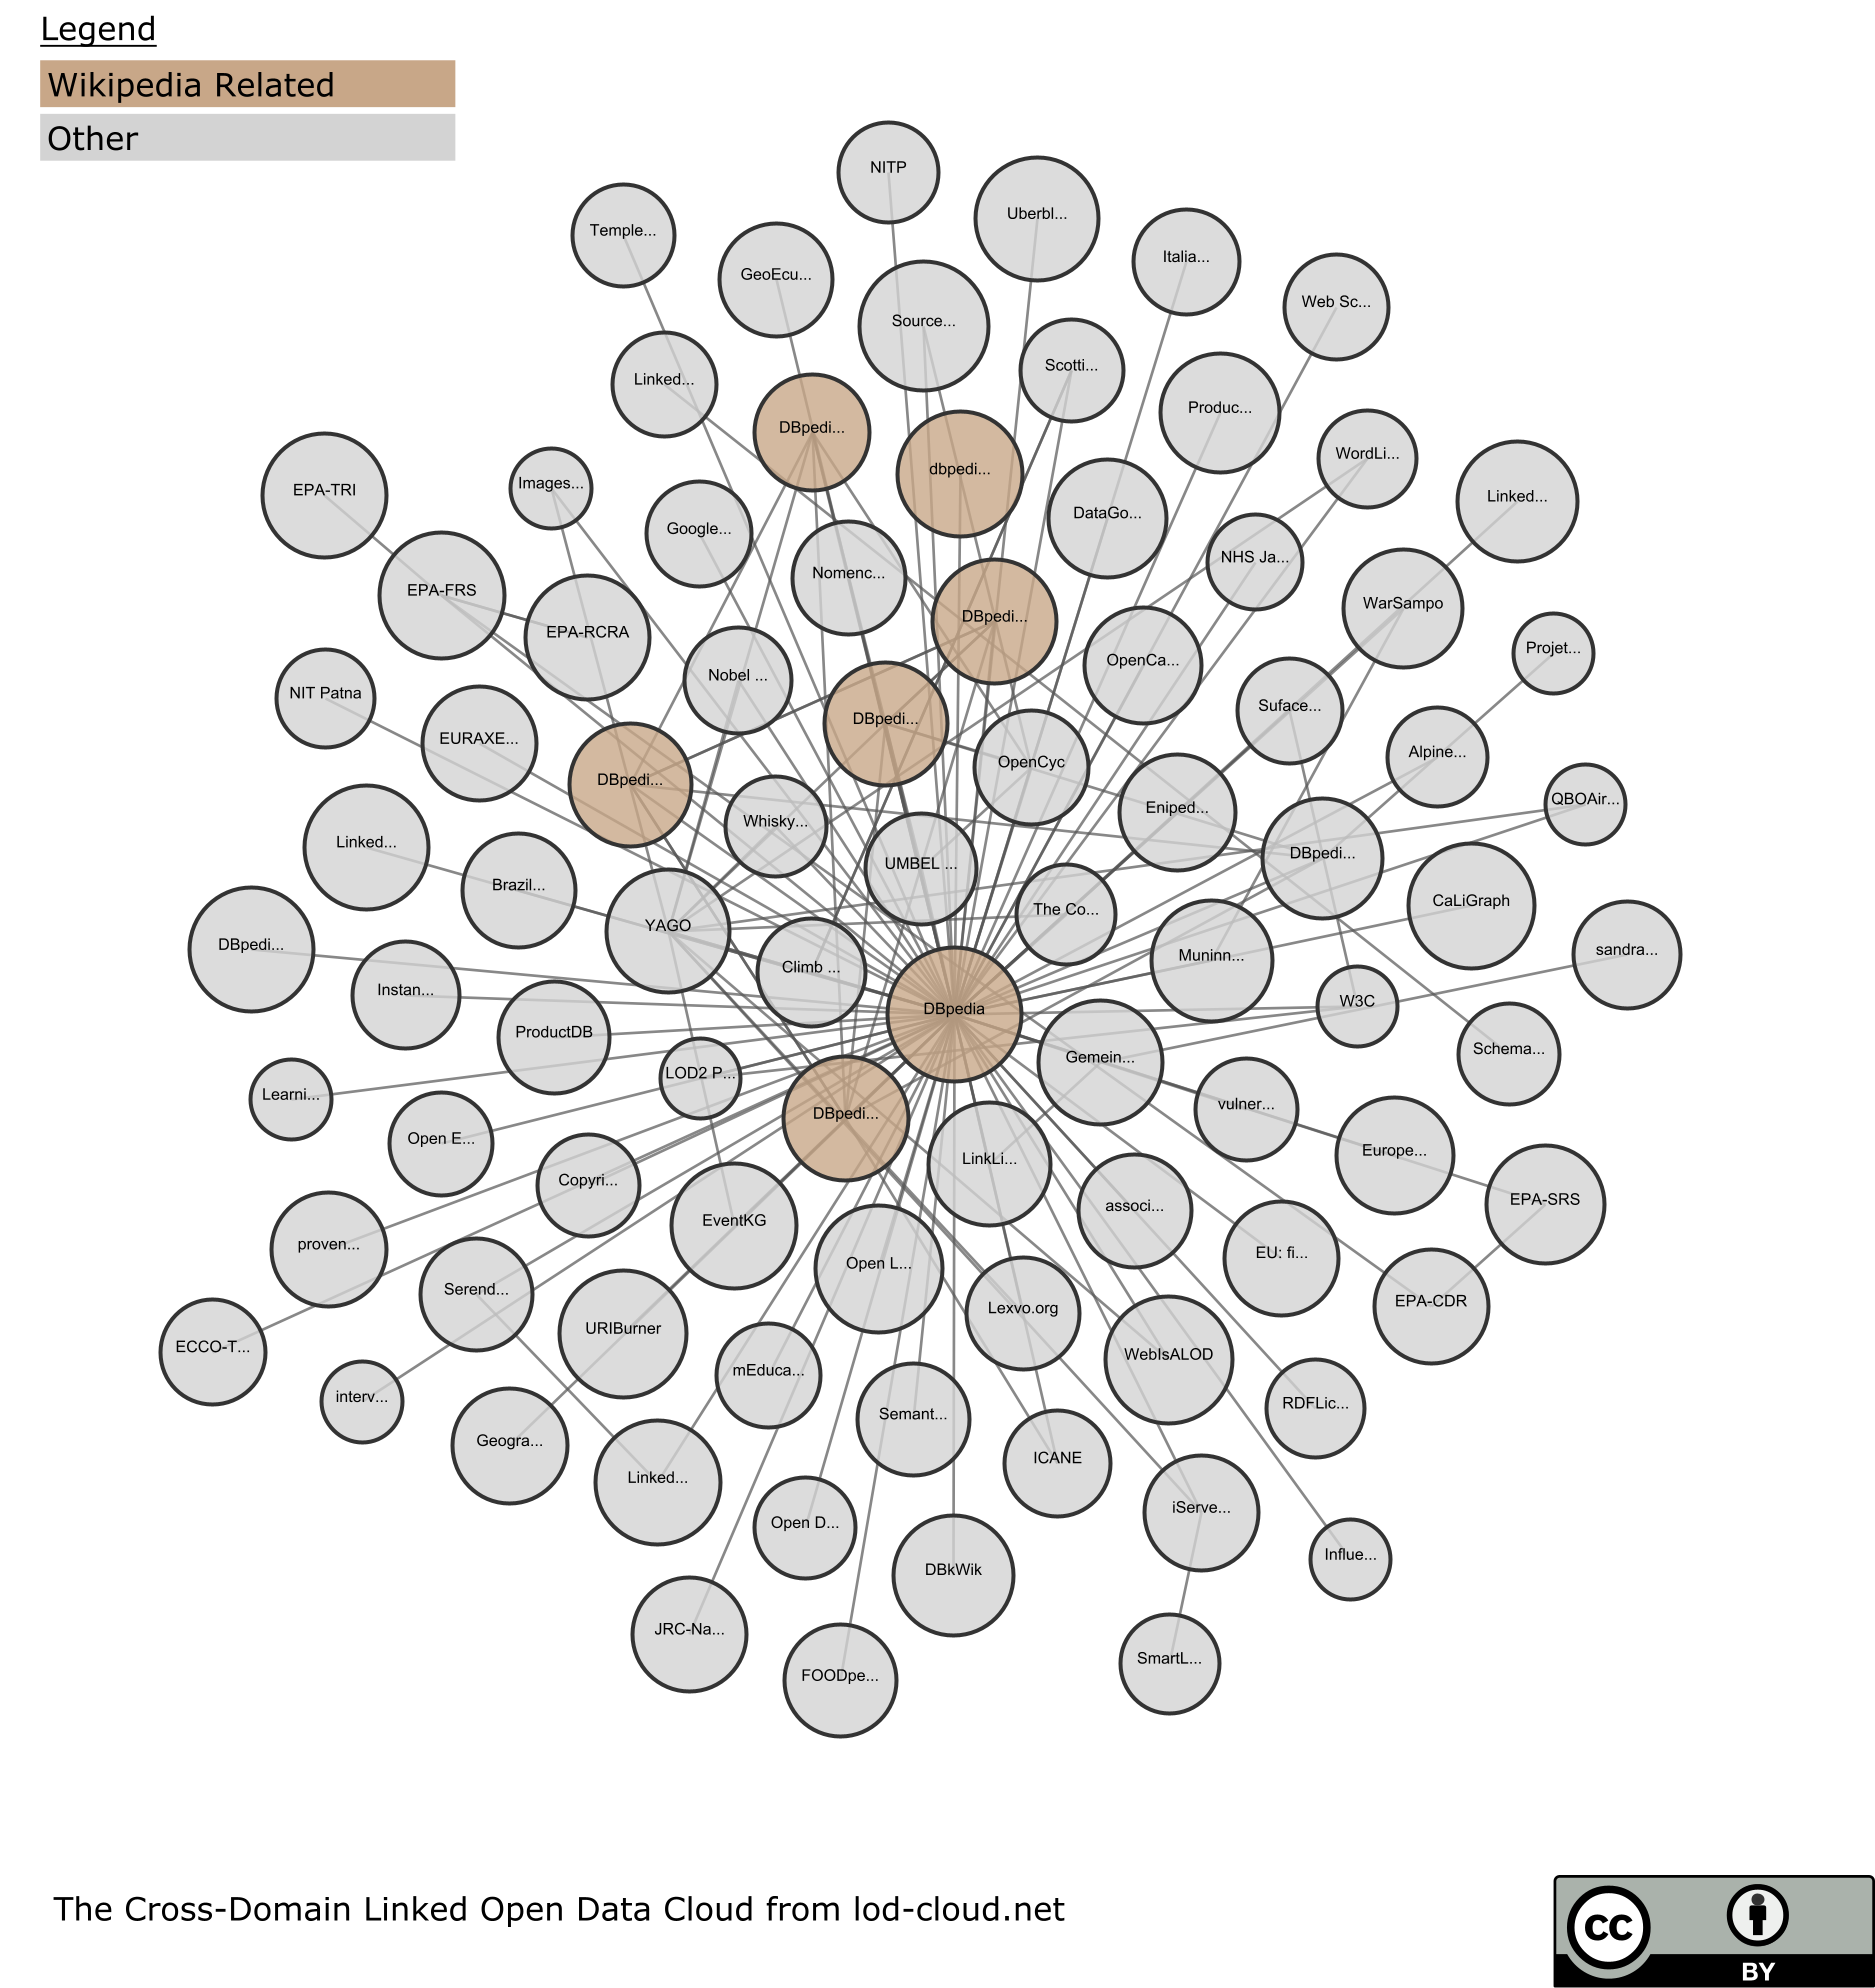 Legend
Wikipedia Related
Other
NITP
Uberbl...
Temple...
Italia...
GeoEcu...
Web Sc...
Source...
Scotti...
Linked...
Produc...
DBpedi...
WordLi...
dbpedi...
EPA-TRI
Images...
Linked...
DataGo...
Google...
NHS Ja...
Nomenc...
EPA-FRS
WarSampo
DBpedi...
EPA-RCRA
Projet...
OpenCa...
Nobel ...
NIT Patna
Suface...
DBpedi...
EURAXE...
Alpine...
OpenCyc
DBpedi...
QBOAir...
Eniped...
Whisky...
Linked...
DBpedi...
UMBEL ...
Brazil...
CaLiGraph
The Co...
YAGO
DBpedi...
sandra...
Muninn...
Climb ...
Instan...
W3C
DBpedia
ProductDB
Schema...
Gemein...
LOD2 P...
Learni...
vulner...
DBpedi...
Open E...
Europe...
LinkLi...
Copyri...
EPA-SRS
associ...
EventKG
proven...
EU: fi...
Open L...
Serend...
EPA-CDR
Lexvo.org
URIBurner
ECCO-T...
WebIsALOD
mEduca...
interv...
RDFLic...
Semant...
Geogra...
ICANE
Linked...
iServe...
Open D...
Influe...
DBkWik
JRC-Na...
SmartL...
FOODpe...
The Cross-Domain Linked Open Data Cloud from lod-cloud.net
cc
BY